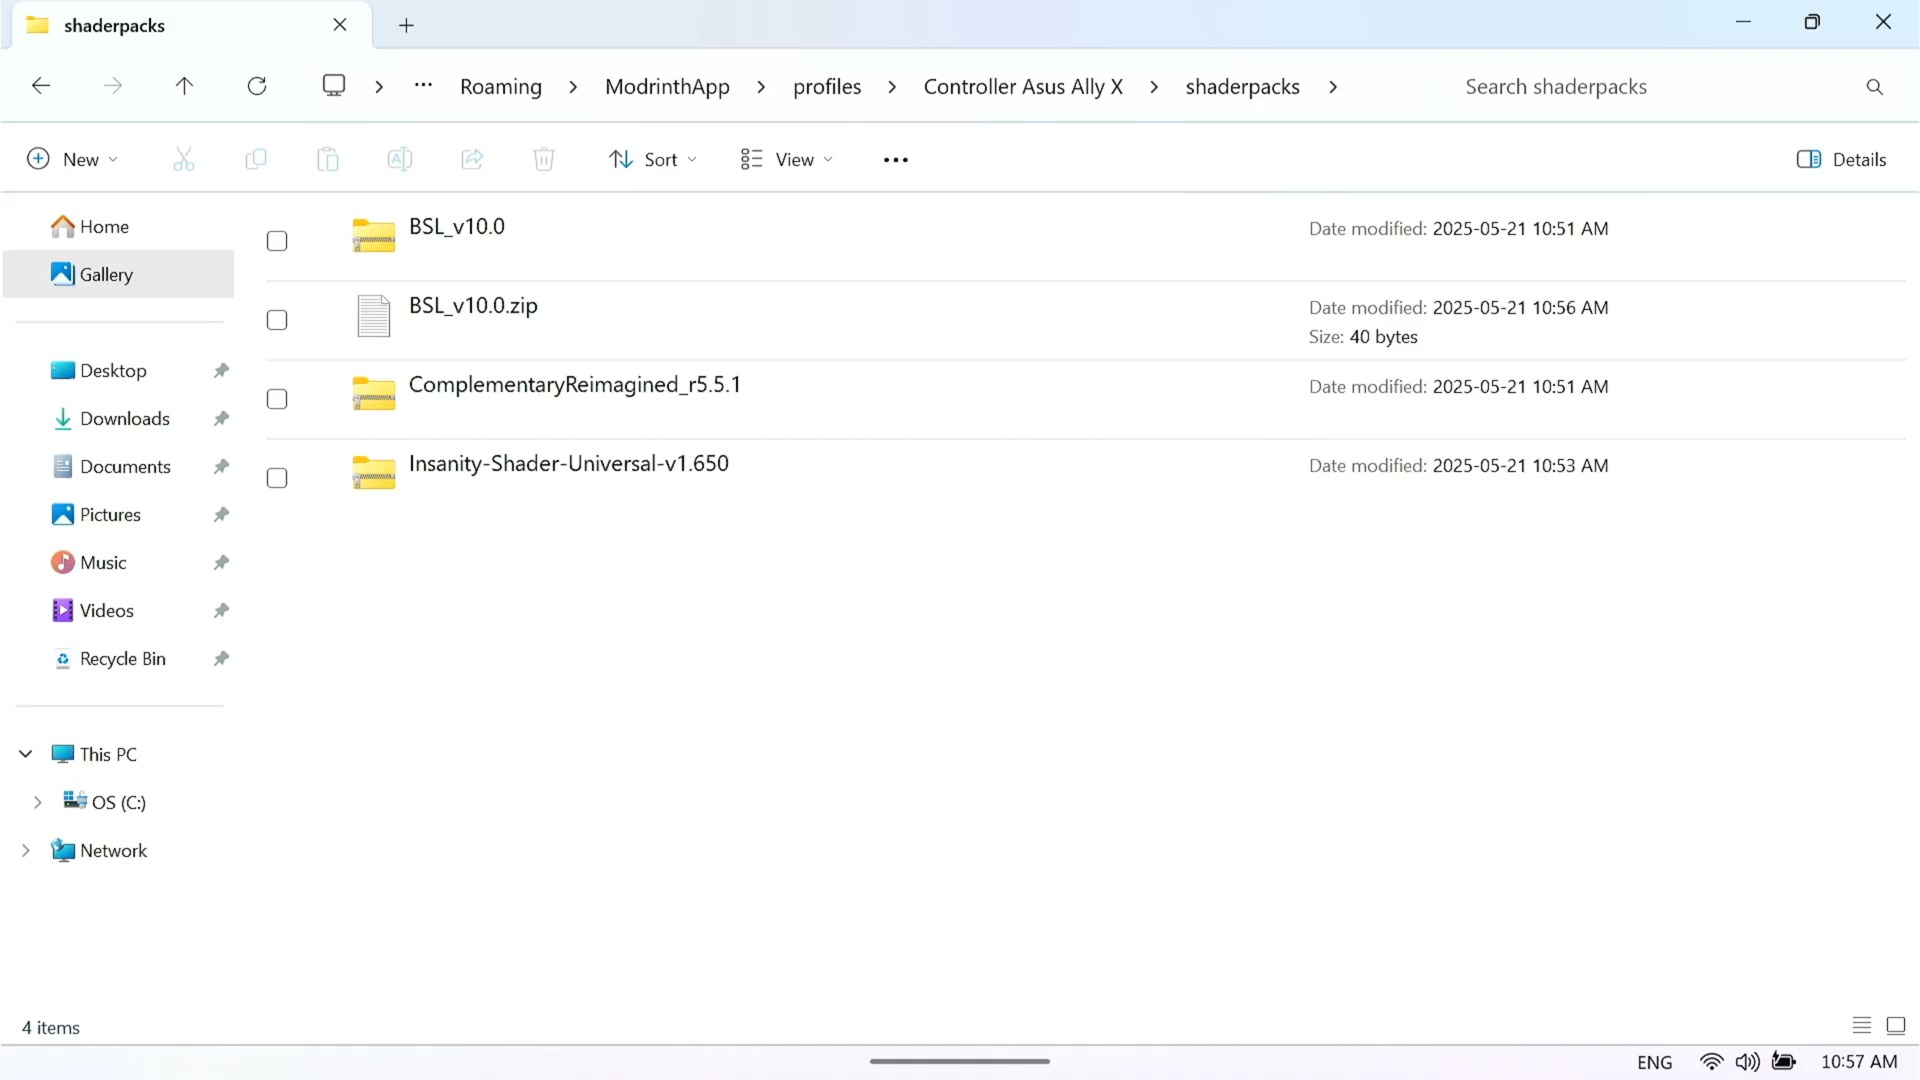 shaderpacks
Roaming
ModrinthApp
profiles
Controller Asus Ally X
shaderpacks
Search shaderpacks
New
Sort
View
Details
Home
Gallery
Desktop
Downloads
Documents
Pictures
Music
Videos
Recycle Bin
This PC
OS (C:)
Network
BSL_v10.0
Date modified: 2025-05-21 10:51 AM
BSL_v10.0.zip
Date modified: 2025-05-21 10:56 AM
Size: 40 bytes
ComplementaryReimagined_r5.5.1
Date modified: 2025-05-21 10:51 AM
Insanity-Shader-Universal-v1.650
Date modified: 2025-05-21 10:53 AM
4 items
ENG
10:57 AM